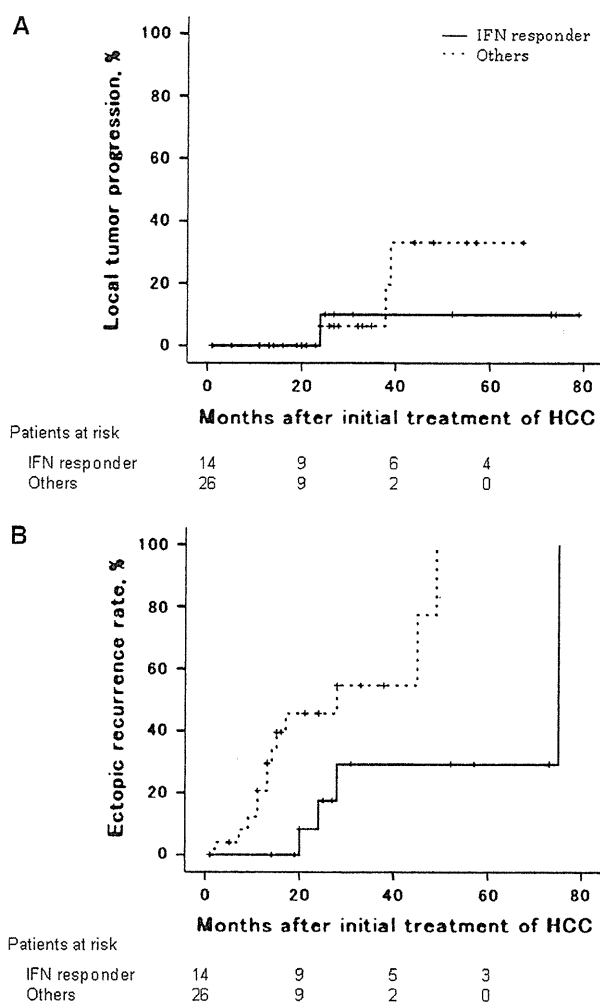 A
IFN responder
Others
Local tumor progression, %
100
80
60
40
20
0
0 20 40 60 80
Months after initial treatment of HCC
Patients at risk
IFN responder 14 9 6 4
Others 26 9 2 0
B
Ectopic recurrence rate, %
100
80
60
40
20
0
0 20 40 60 80
Months after initial treatment of HCC
Patients at risk
IFN responder 14 9 5 3
Others 26 9 2 0